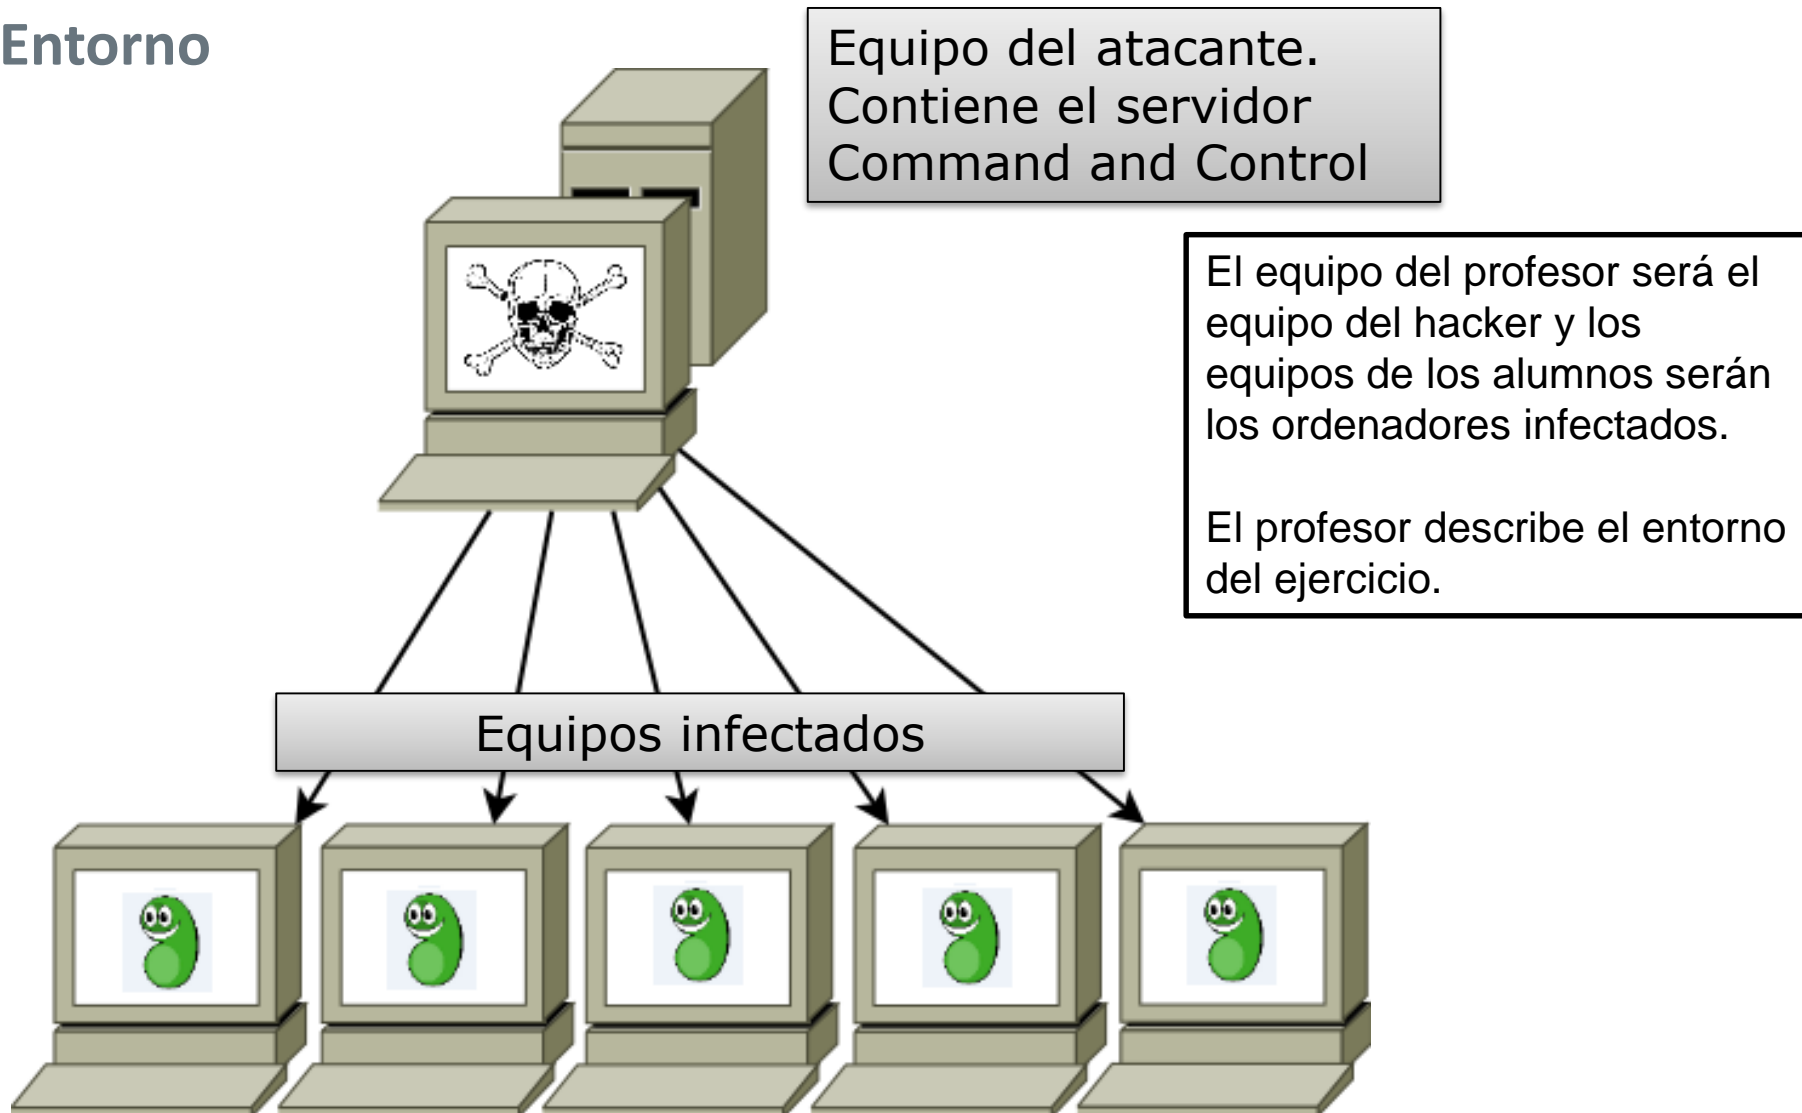 Entorno
Equipo del atacante.
Contiene el servidor
Command and Control
El equipo del profesor será el
equipo del hacker y los
equipos de los alumnos serán
los ordenadores infectados.
El profesor describe el entorno
del ejercicio.
Equipos infectados